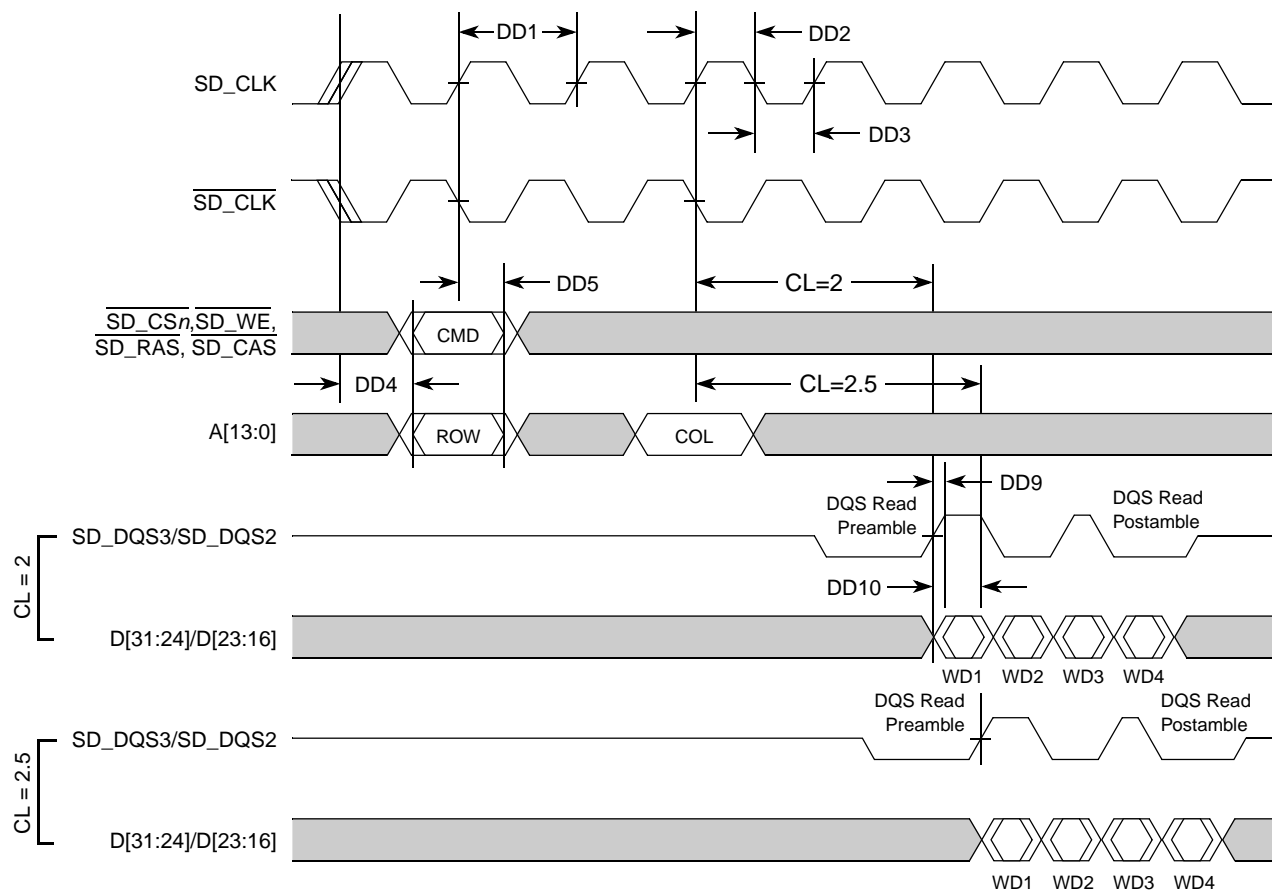 DD1
DD2
SD_CLK
DD3
SD_CLK
CL=2
DD5
SD_CSn,SD_WE,
SD_RAS, SD_CAS
CMD
DD4
CL=2.5
A[13:0]
ROW
COL
DD9
DQS Read
Preamble
DQS Read
Postamble
SD_DQS3/SD_DQS2
CL = 2
DD10
D[31:24]/D[23:16]
WD1
WD2
WD3
WD4
DQS Read
Preamble
DQS Read
Postamble
SD_DQS3/SD_DQS2
CL = 2.5
D[31:24]/D[23:16]
WD1
WD2
WD3
WD4